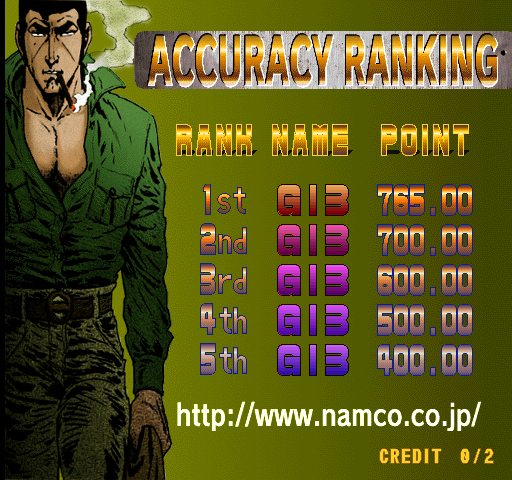 ACCURACY RANKING
RANK NAME POINT
1st G13 765.00
2nd G13 700.00
3rd G13 600.00
4th G13 500.00
5th G13 400.00
http://www.namco.co.jp/
CREDIT 0/2